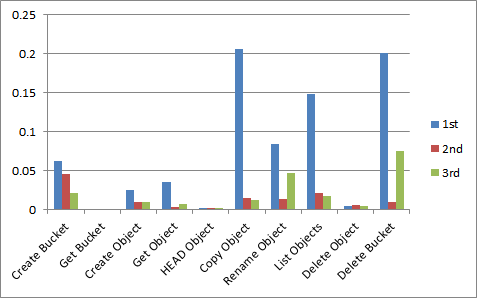 0.25
0.2
0.15
0.1
0.05
0
Create Bucket
Get Bucket
Create Object
Get Object
HEAD Object
Copy Object
Rename Object
List Objects
Delete Object
Delete Bucket
1st
2nd
3rd